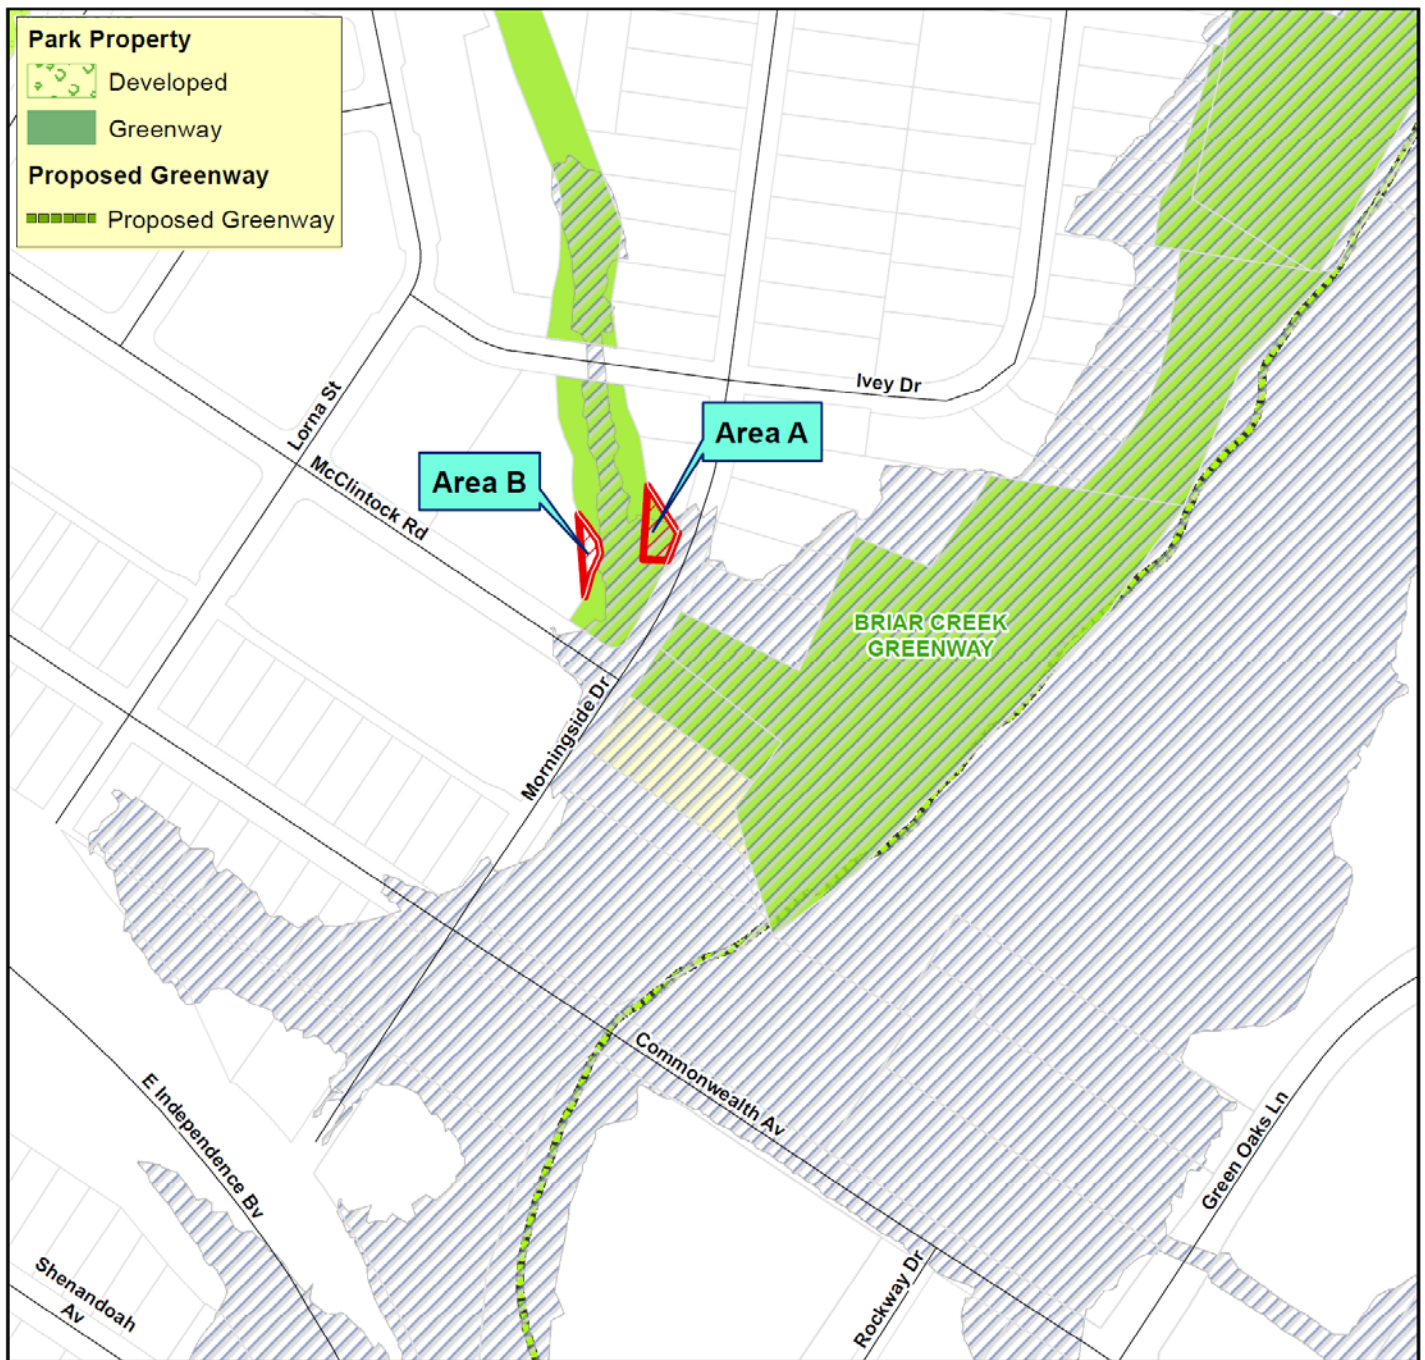 Park Property
Developed
Greenway
Proposed Greenway
Proposed Greenway
Ivey Dr
Lorna St
Area A
McClintock Rd
Area B
BRIAR CREEK
GREENWAY
Morningside Dr
Commonwealth Av
E Independence Bv
Green Oaks Ln
Rockway Dr
Shenandoah
Av